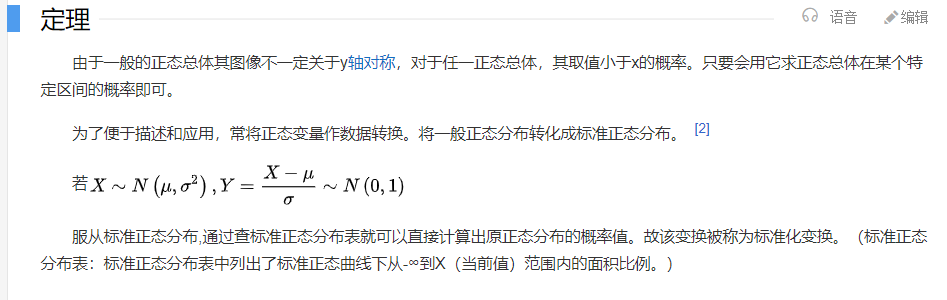 定理
语音
编辑
由于一般的正态总体其图像不一定关于y轴对称，对于任一正态总体，其取值小于x的概率。只要会用它求正态总体在某个特
定区间的概率即可。
为了便于描述和应用，常将正态变量作数据转换。将一般正态分布转化成标准正态分布。 [2]
若 X ∼ N (μ, σ²) , Y = (X − μ)/σ ∼ N (0, 1)
服从标准正态分布,通过查标准正态分布表就可以直接计算出原正态分布的概率值。故该变换被称为标准化变换。（标准正态
分布表：标准正态分布表中列出了标准正态曲线下从-∞到X（当前值）范围内的面积比例。）